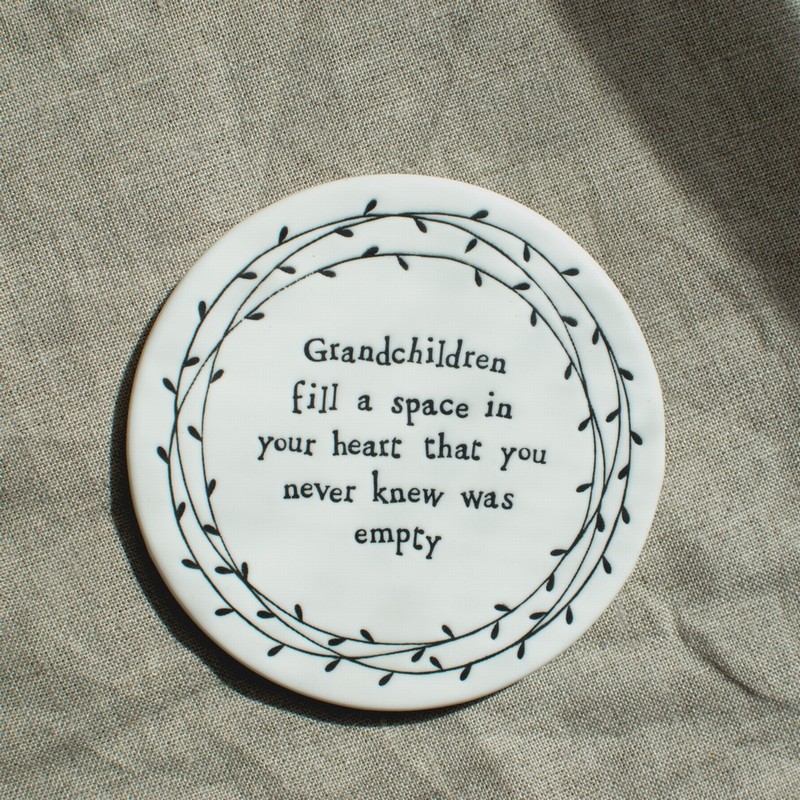 Grandchildren
fill a space in
your heart that you
never knew was
empty